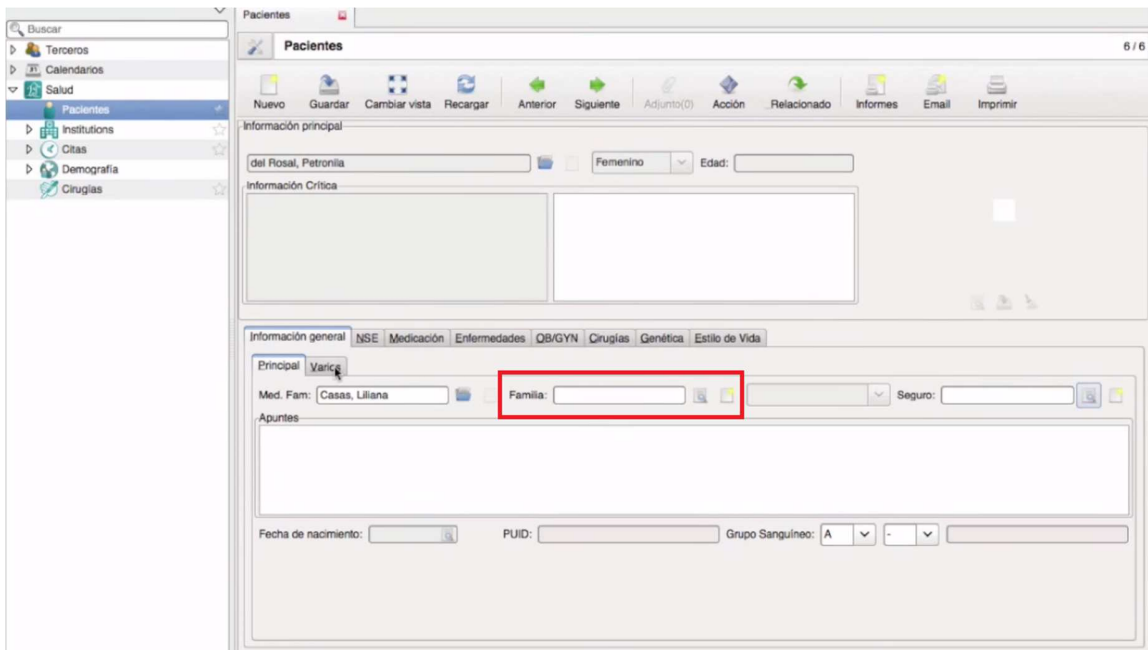 Pacientes
Buscar
Terceros
Calendarios
Salud
Pacientes
Institutions
Citas
Demografía
Cirugías
Pacientes
6 / 6
Nuevo Guardar Cambiar vista Recargar Anterior Siguiente Adjunto(0) Acción Relacionado Informes Email Imprimir
Información principal
del Rosal, Petronila Femenino Edad:
Información Crítica
Información general NSE Medicación Enfermedades OB/GYN Cirugías Genética Estilo de Vida
Principal Varios
Med. Fam: Casas, Liliana Familia: Seguro:
Apuntes
Fecha de nacimiento: PUID: Grupo Sanguíneo: A -